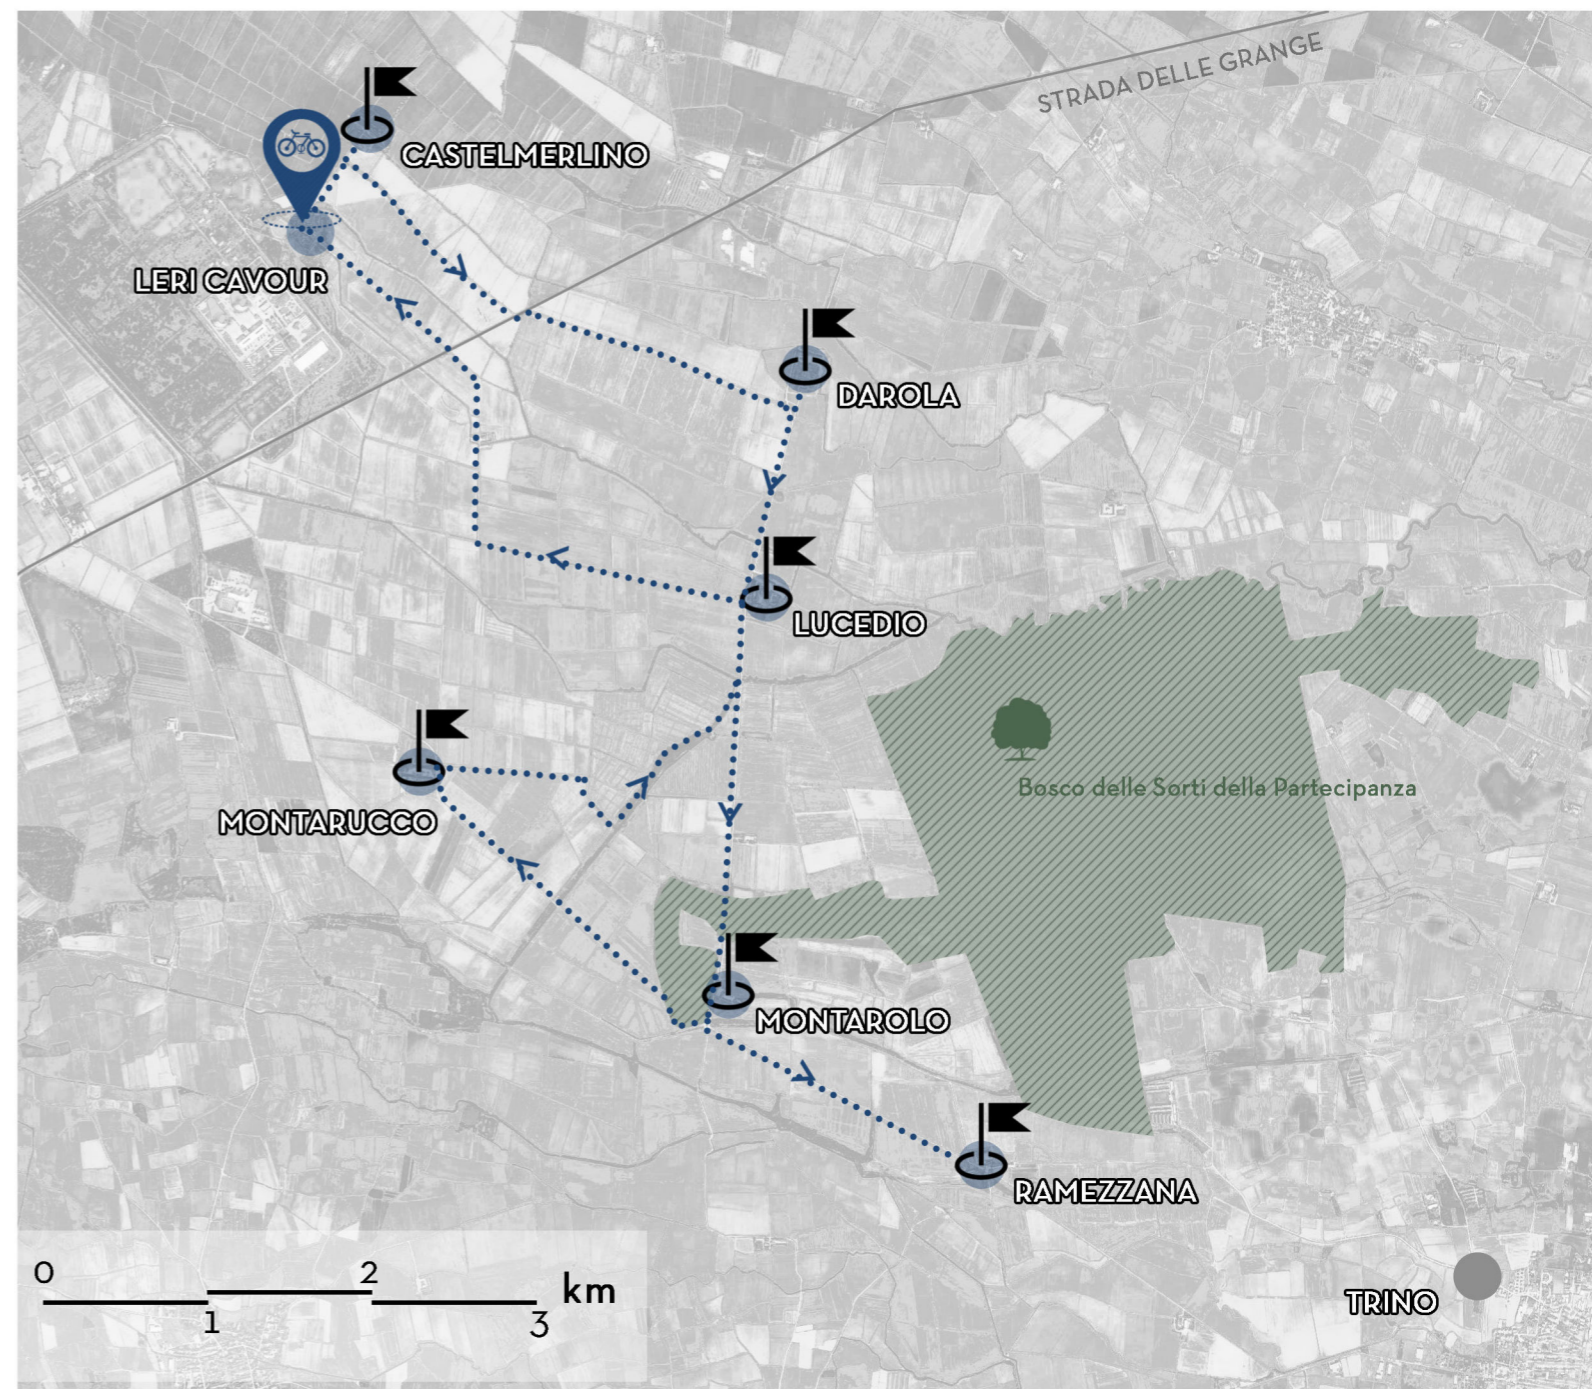 STRADA DELLE GRANGE
CASTELMERLINO
LERI CAVOUR
DAROLA
LUCEDIO
Bosco delle Sorti della Partecipanza
MONTARUCCO
MONTAROLO
RAMEZZANA
TRINO
0 2 km
1 3